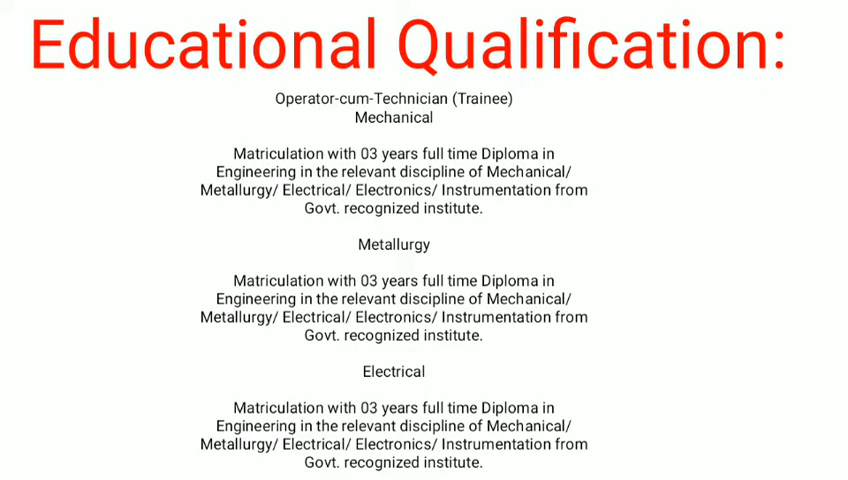 Educational Qualification:
Operator-cum-Technician (Trainee)
Mechanical
Matriculation with 03 years full time Diploma in
Engineering in the relevant discipline of Mechanical/
Metallurgy/ Electrical/ Electronics/ Instrumentation from
Govt. recognized institute.
Metallurgy
Matriculation with 03 years full time Diploma in
Engineering in the relevant discipline of Mechanical/
Metallurgy/ Electrical/ Electronics/ Instrumentation from
Govt. recognized institute.
Electrical
Matriculation with 03 years full time Diploma in
Engineering in the relevant discipline of Mechanical/
Metallurgy/ Electrical/ Electronics/ Instrumentation from
Govt. recognized institute.